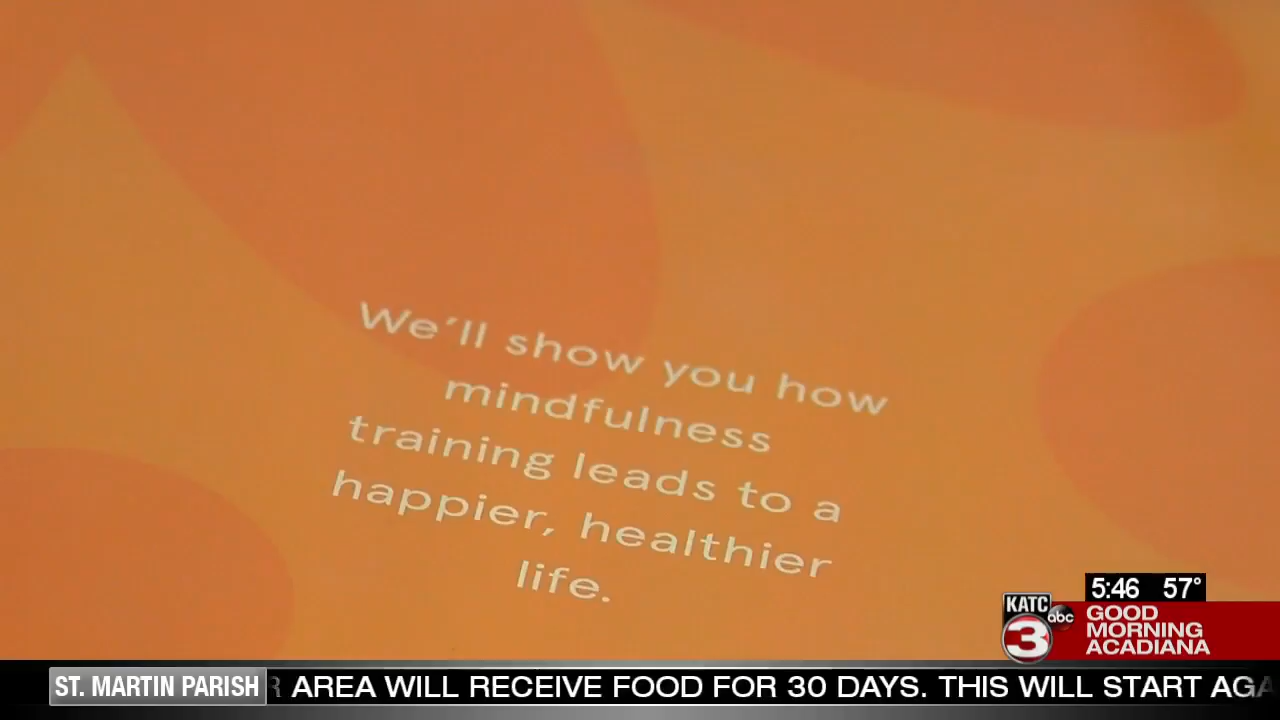 We'll show you how
mindfulness
training leads to a
happier, healthier
life.
5:46 57°
KATC abc
3
GOOD
MORNING
ACADIANA
ST. MARTIN PARISH AREA WILL RECEIVE FOOD FOR 30 DAYS. THIS WILL START